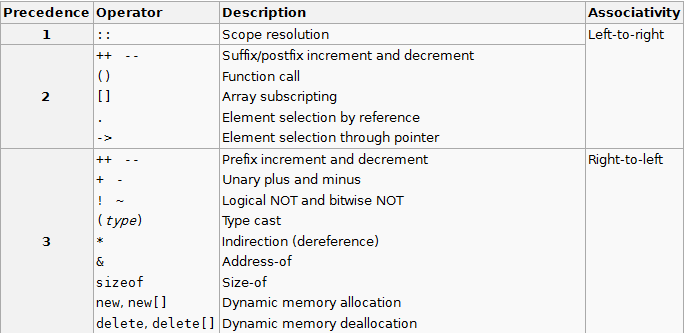 Precedence Operator Description Associativity
1 :: Scope resolution Left-to-right
2
++ -- Suffix/postfix increment and decrement
() Function call
[] Array subscripting
. Element selection by reference
-> Element selection through pointer
3
++ -- Prefix increment and decrement Right-to-left
+ - Unary plus and minus
! ~ Logical NOT and bitwise NOT
(type) Type cast
* Indirection (dereference)
& Address-of
sizeof Size-of
new, new[] Dynamic memory allocation
delete, delete[] Dynamic memory deallocation